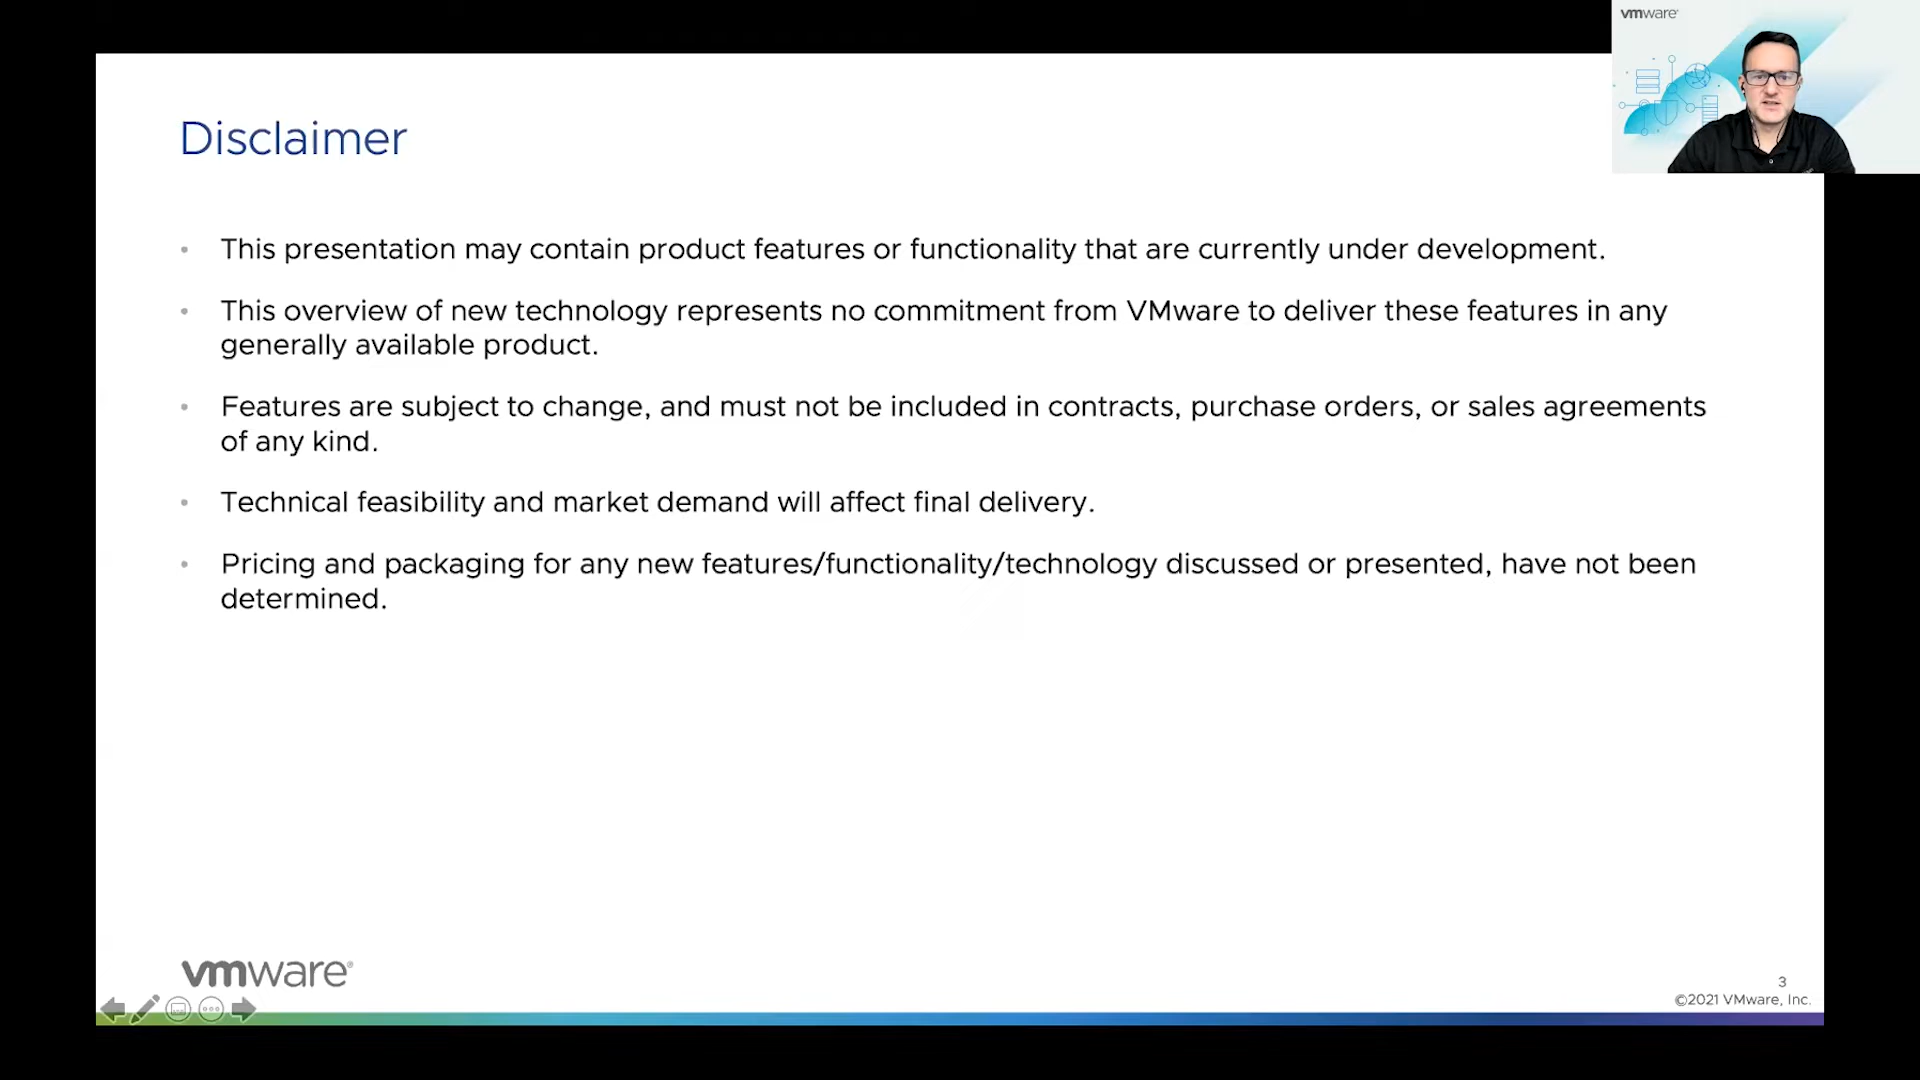 vmware®
Disclaimer
• This presentation may contain product features or functionality that are currently under development.
• This overview of new technology represents no commitment from VMware to deliver these features in any
generally available product.
• Features are subject to change, and must not be included in contracts, purchase orders, or sales agreements
of any kind.
• Technical feasibility and market demand will affect final delivery.
• Pricing and packaging for any new features/functionality/technology discussed or presented, have not been
determined.
vmware®
3
©2021 VMware, Inc.